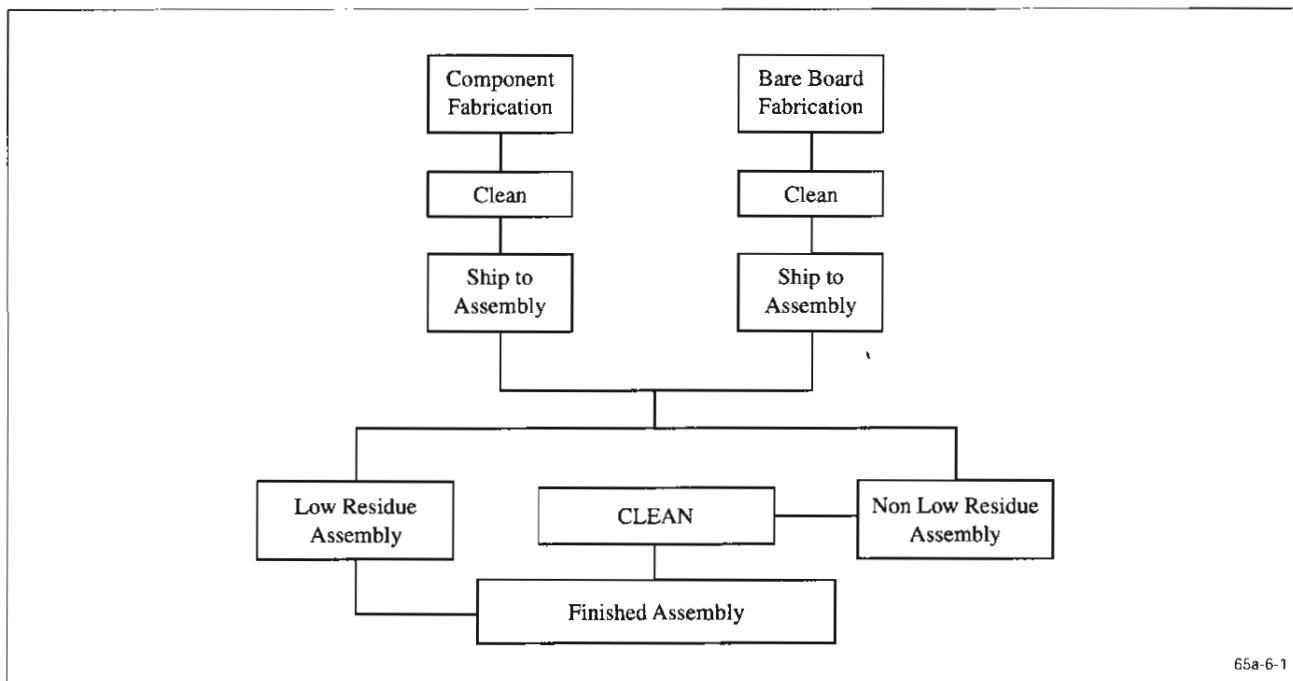 Component
Fabrication
Bare Board
Fabrication
Clean
Clean
Ship to
Assembly
Ship to
Assembly
Low Residue
Assembly
CLEAN
Non Low Residue
Assembly
Finished Assembly
65a-6-1